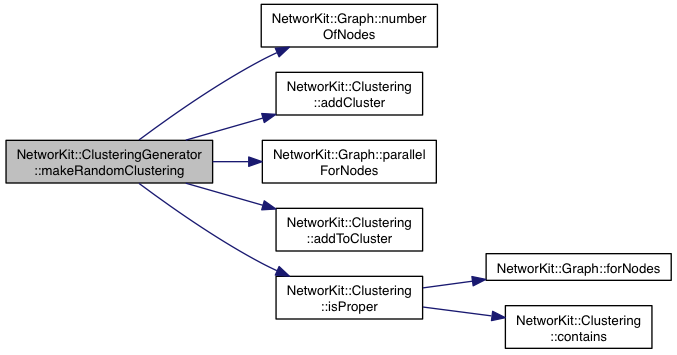 NetworKit::Graph::number
OfNodes
NetworKit::Clustering
::addCluster
NetworKit::ClusteringGenerator
::makeRandomClustering
NetworKit::Graph::parallel
ForNodes
NetworKit::Clustering
::addToCluster
NetworKit::Clustering
::isProper
NetworKit::Graph::forNodes
NetworKit::Clustering
::contains